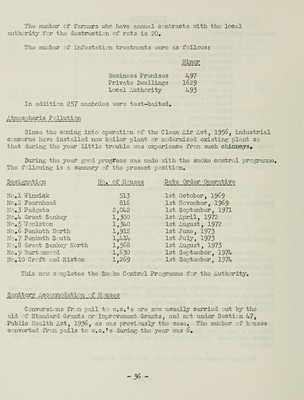 The number of farmers who have annual contracts with the local
authority for the destruction of rats is 20.
The number of infestation treatments were as follows:
Minor
Business Premises 497
Private Dwellings 1629
Local Authority 493
In addition 257 manholes were test-baited.
Atmospheric Pollution
Since the coming into operation of the Clean Air Act, 1956, industrial
concerns have installed new boiler plant or modernised existing plant so
that during the year little trouble was experience from such chimneys.
During the year good progress was made with the smoke control programme.
The following is a summary of the present position.
Designation No. of Houses Date Order Operative
No.1 Winwick 513 1st October, 1969
No.2 Fearnhead 816 1st November, 1969
No.3 Padgate 2,042 1st September, 1971
No.4 Great Sankey 1,300 1st April, 1972
No.5 Woolston 1,340 1st August, 1972
No.6 Penketh North 1,912 1st June, 1973
No.7 Penketh South 1,414 1st July, 1973
No.8 Great Sankey North 1,568 1st August, 1973
No.9 Burtonwood 1,630 1st September, 1974
No.10 Croft and Rixton 1,269 1st September, 1974
This now completes the Smoke Control Programme for the Authority.
Sanitary Accommodation of Houses
Conversions from pail to w.c.'s are now usually carried out by the
aid of Standard Grants or Improvement Grants, and not under Section 47,
Public Health Act, 1936, as was previously the case. The number of houses
converted from pails to w.c.'s during the year was 6.
- 36 -